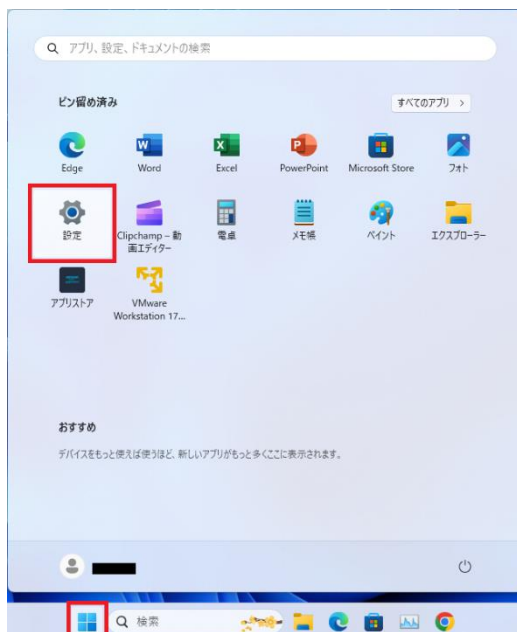 アプリ、設定、ドキュメントの検索
ピン留め済み
すべてのアプリ >
Edge
Word
Excel
PowerPoint
Microsoft Store
フォト
設定
Clipchamp – 動
画エディター
電卓
メモ帳
ペイント
エクスプローラー
アプリストア
VMware
Workstation 17...
おすすめ
デバイスをもっと使えば使うほど、新しいアプリがもっと多くここに表示されます。
検索